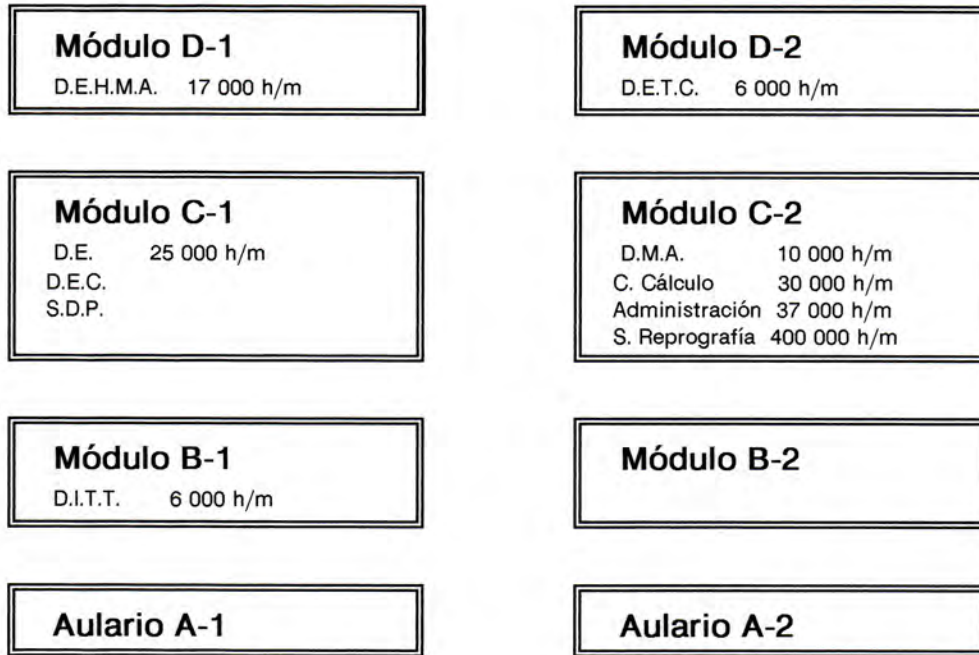 Módulo D-1
D.E.H.M.A. 17 000 h/m
Módulo D-2
D.E.T.C. 6 000 h/m
Módulo C-1
D.E. 25 000 h/m
D.E.C.
S.D.P.
Módulo C-2
D.M.A. 10 000 h/m
C. Cálculo 30 000 h/m
Administración 37 000 h/m
S. Reprografía 400 000 h/m
Módulo B-1
D.I.T.T. 6 000 h/m
Módulo B-2
Aulario A-1
Aulario A-2